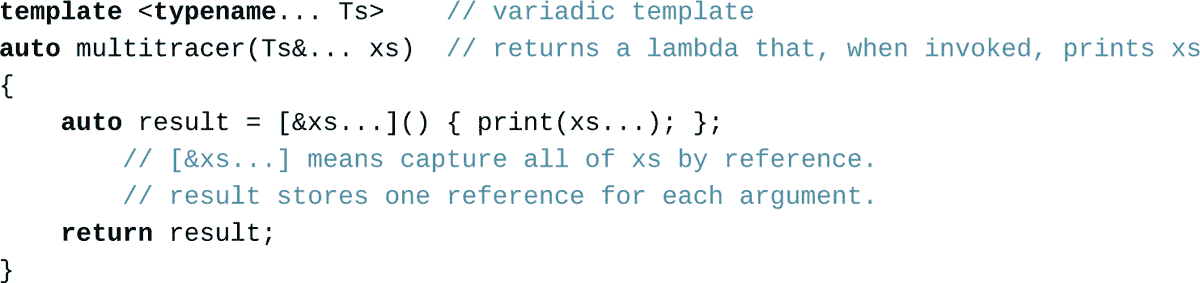 template <typename... Ts>    // variadic template
auto multitracer(Ts&... xs)  // returns a lambda that, when invoked, prints xs
{
    auto result = [&xs...]() { print(xs...); };
        // [&xs...] means capture all of xs by reference.
        // result stores one reference for each argument.
    return result;
}